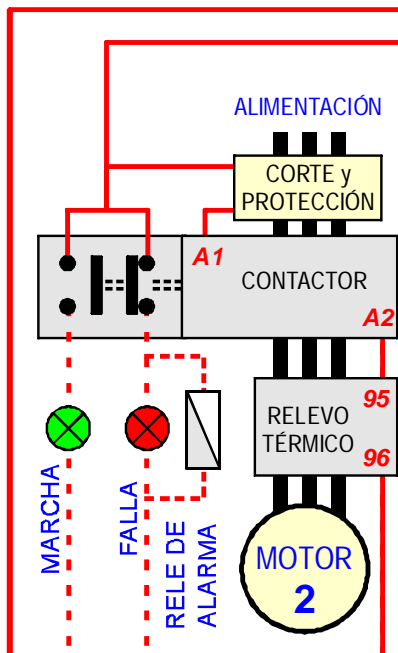 ALIMENTACIÓN
CORTE y
PROTECCIÓN
A1
CONTACTOR
A2
95
RELEVO
TÉRMICO
96
MARCHA
FALLA
RELE DE
ALARMA
MOTOR
2